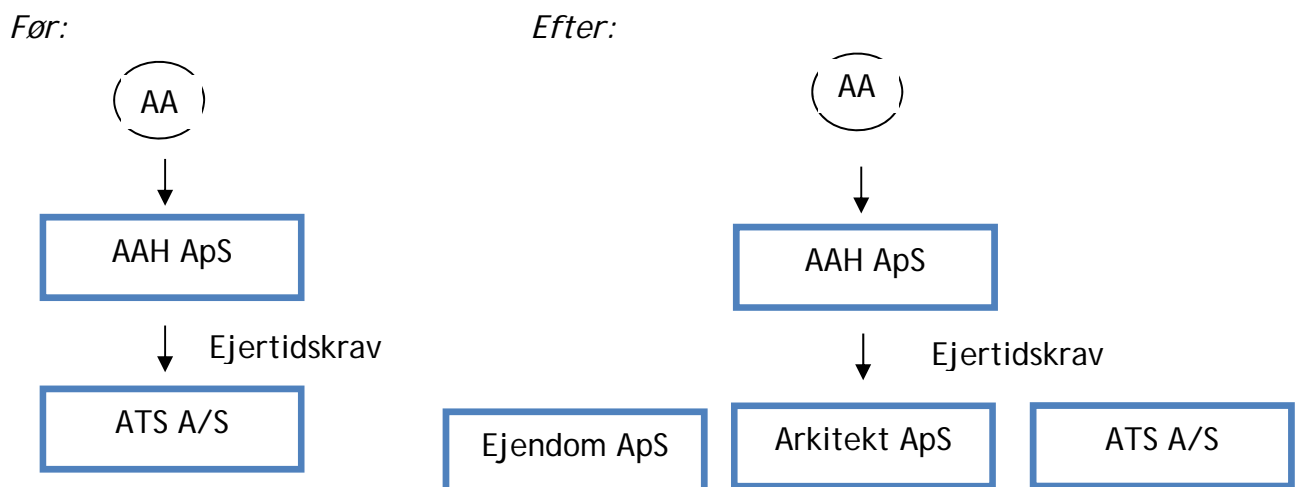 Før:
Efter:
AA
AA
AAH ApS
AAH ApS
Ejertidskrav
Ejertidskrav
ATS A/S
Ejendom ApS
Arkitekt ApS
ATS A/S